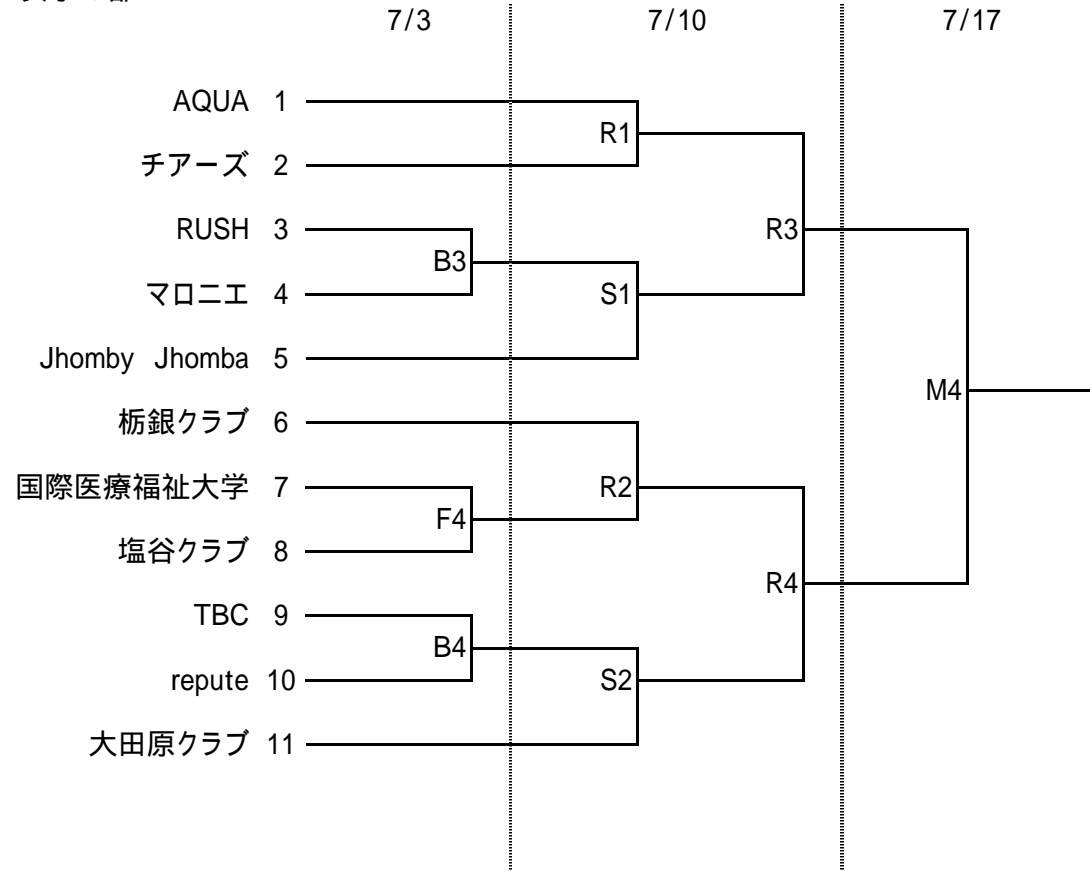 7/3 7/10 7/17
AQUA 1
R1
チアーズ 2
RUSH 3
R3
B3
マロニエ 4
S1
Jhomby Jhomba 5
M4
栃銀クラブ 6
国際医療福祉大学 7
R2
F4
塩谷クラブ 8
R4
TBC 9
B4
repute 10
S2
大田原クラブ 11